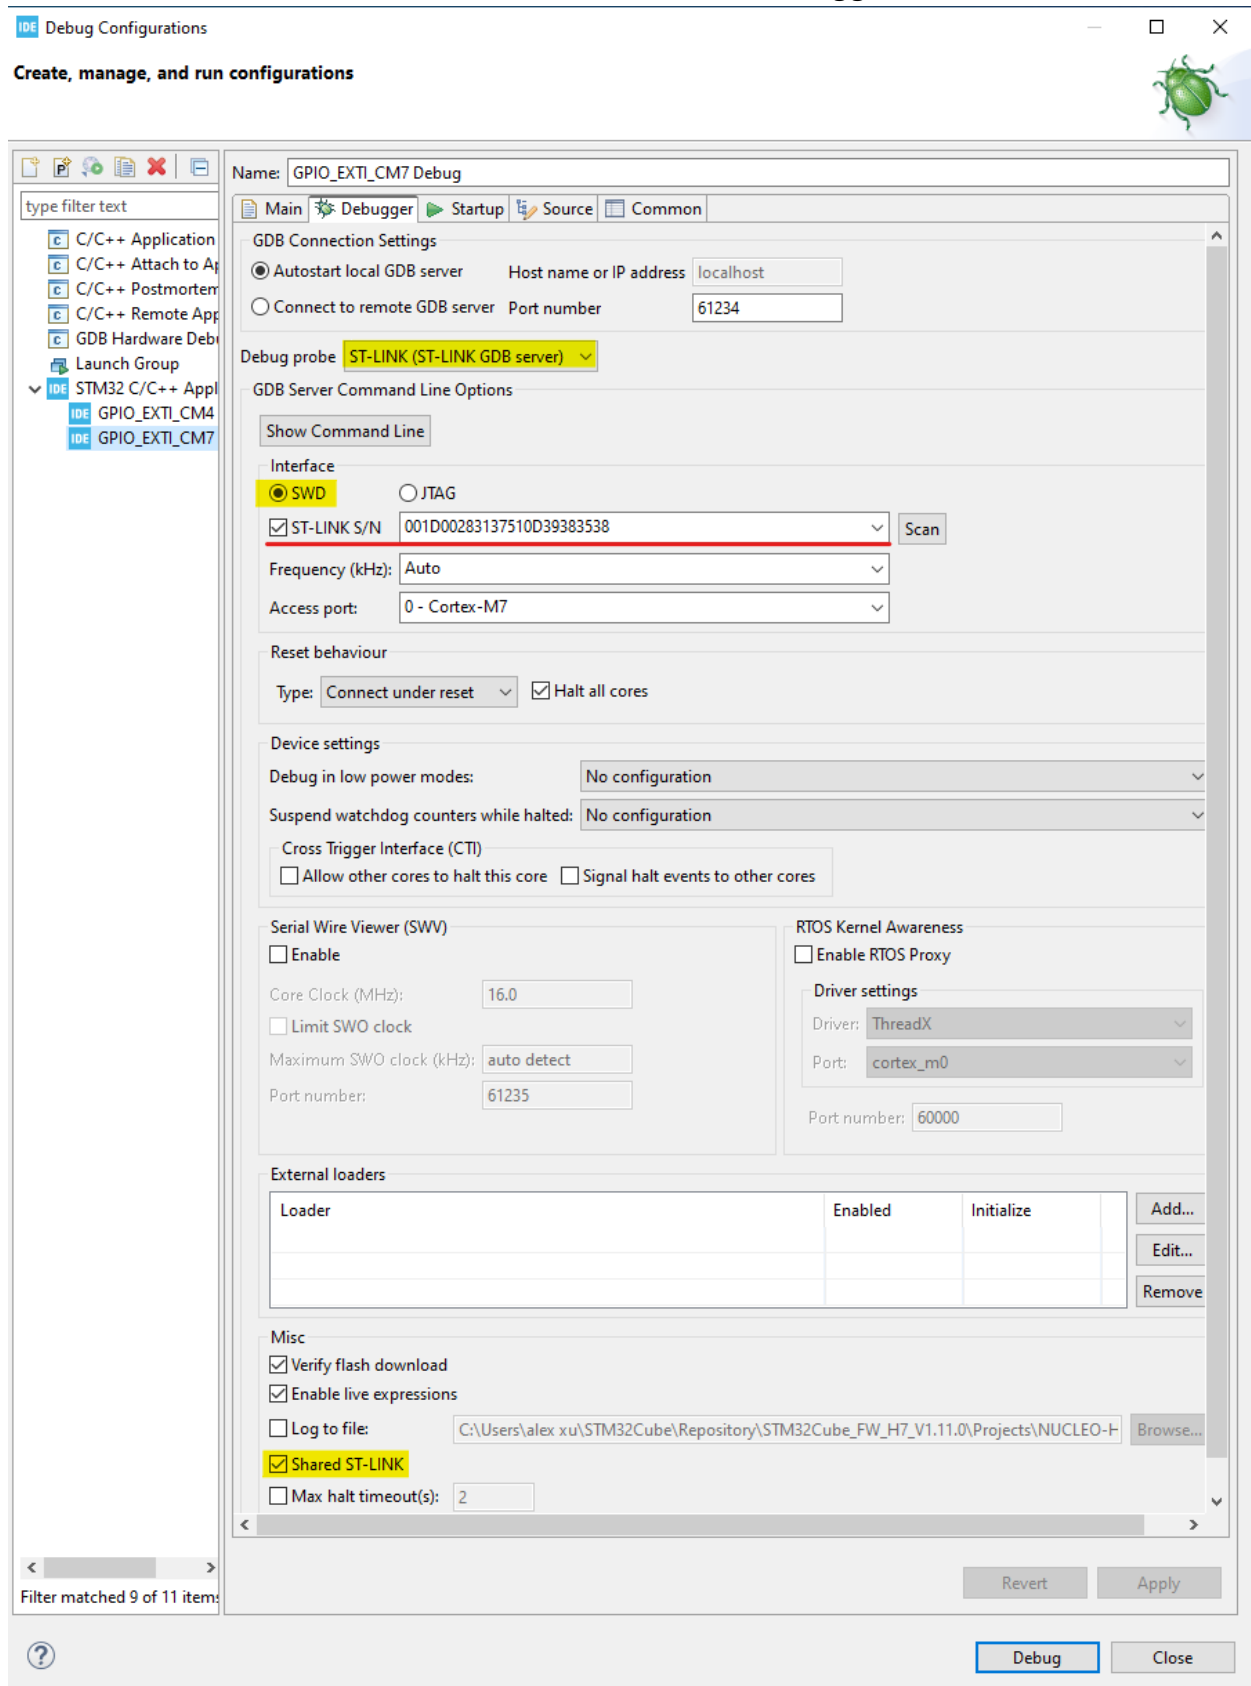 IDE Debug Configurations
Create, manage, and run configurations
Name: GPIO_EXTI_CM7 Debug
type filter text
Main Debugger Startup Source Common
C/C++ Application
C/C++ Attach to Ap
C/C++ Postmortem
C/C++ Remote App
GDB Hardware Debu
Launch Group
IDE STM32 C/C++ Appl
IDE GPIO_EXTI_CM4
IDE GPIO_EXTI_CM7
GDB Connection Settings
Autostart local GDB server Host name or IP address localhost
Connect to remote GDB server Port number 61234
Debug probe ST-LINK (ST-LINK GDB server)
GDB Server Command Line Options
Show Command Line
Interface
SWD JTAG
ST-LINK S/N 001D00283137510D39383538 Scan
Frequency (kHz): Auto
Access port: 0 - Cortex-M7
Reset behaviour
Type: Connect under reset Halt all cores
Device settings
Debug in low power modes: No configuration
Suspend watchdog counters while halted: No configuration
Cross Trigger Interface (CTI)
Allow other cores to halt this core Signal halt events to other cores
Serial Wire Viewer (SWV)
Enable
Core Clock (MHz): 16.0
Limit SWO clock
Maximum SWO clock (kHz): auto detect
Port number: 61235
RTOS Kernel Awareness
Enable RTOS Proxy
Driver settings
Driver: ThreadX
Port: cortex_m0
Port number: 60000
External loaders
Loader Enabled Initialize
Add...
Edit...
Remove
Misc
Verify flash download
Enable live expressions
Log to file: C:\Users\alex xu\STM32Cube\Repository\STM32Cube_FW_H7_V1.11.0\Projects\NUCLEO-H Browse...
Shared ST-LINK
Max halt timeout(s): 2
Filter matched 9 of 11 items
Revert Apply
Debug Close